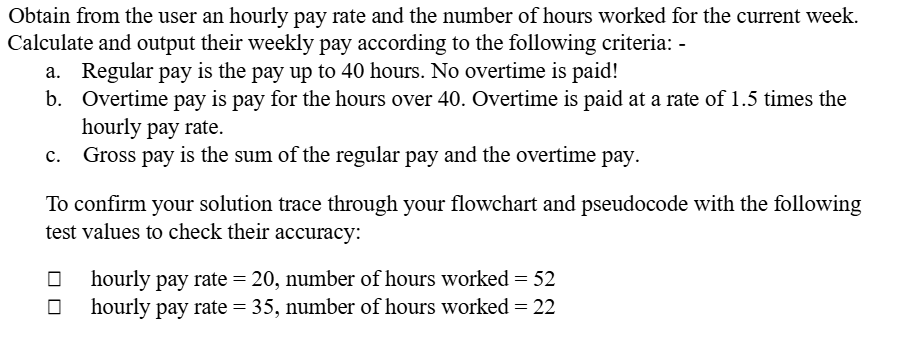 Obtain from the user an hourly pay rate and the number of hours worked for the current week.
Calculate and output their weekly pay according to the following criteria: -
a. Regular pay is the pay up to 40 hours. No overtime is paid!
b. Overtime pay is pay for the hours over 40. Overtime is paid at a rate of 1.5 times the
hourly pay rate.
c. Gross pay is the sum of the regular pay and the overtime pay.
To confirm your solution trace through your flowchart and pseudocode with the following
test values to check their accuracy:
□ hourly pay rate = 20, number of hours worked = 52
□ hourly pay rate = 35, number of hours worked = 22